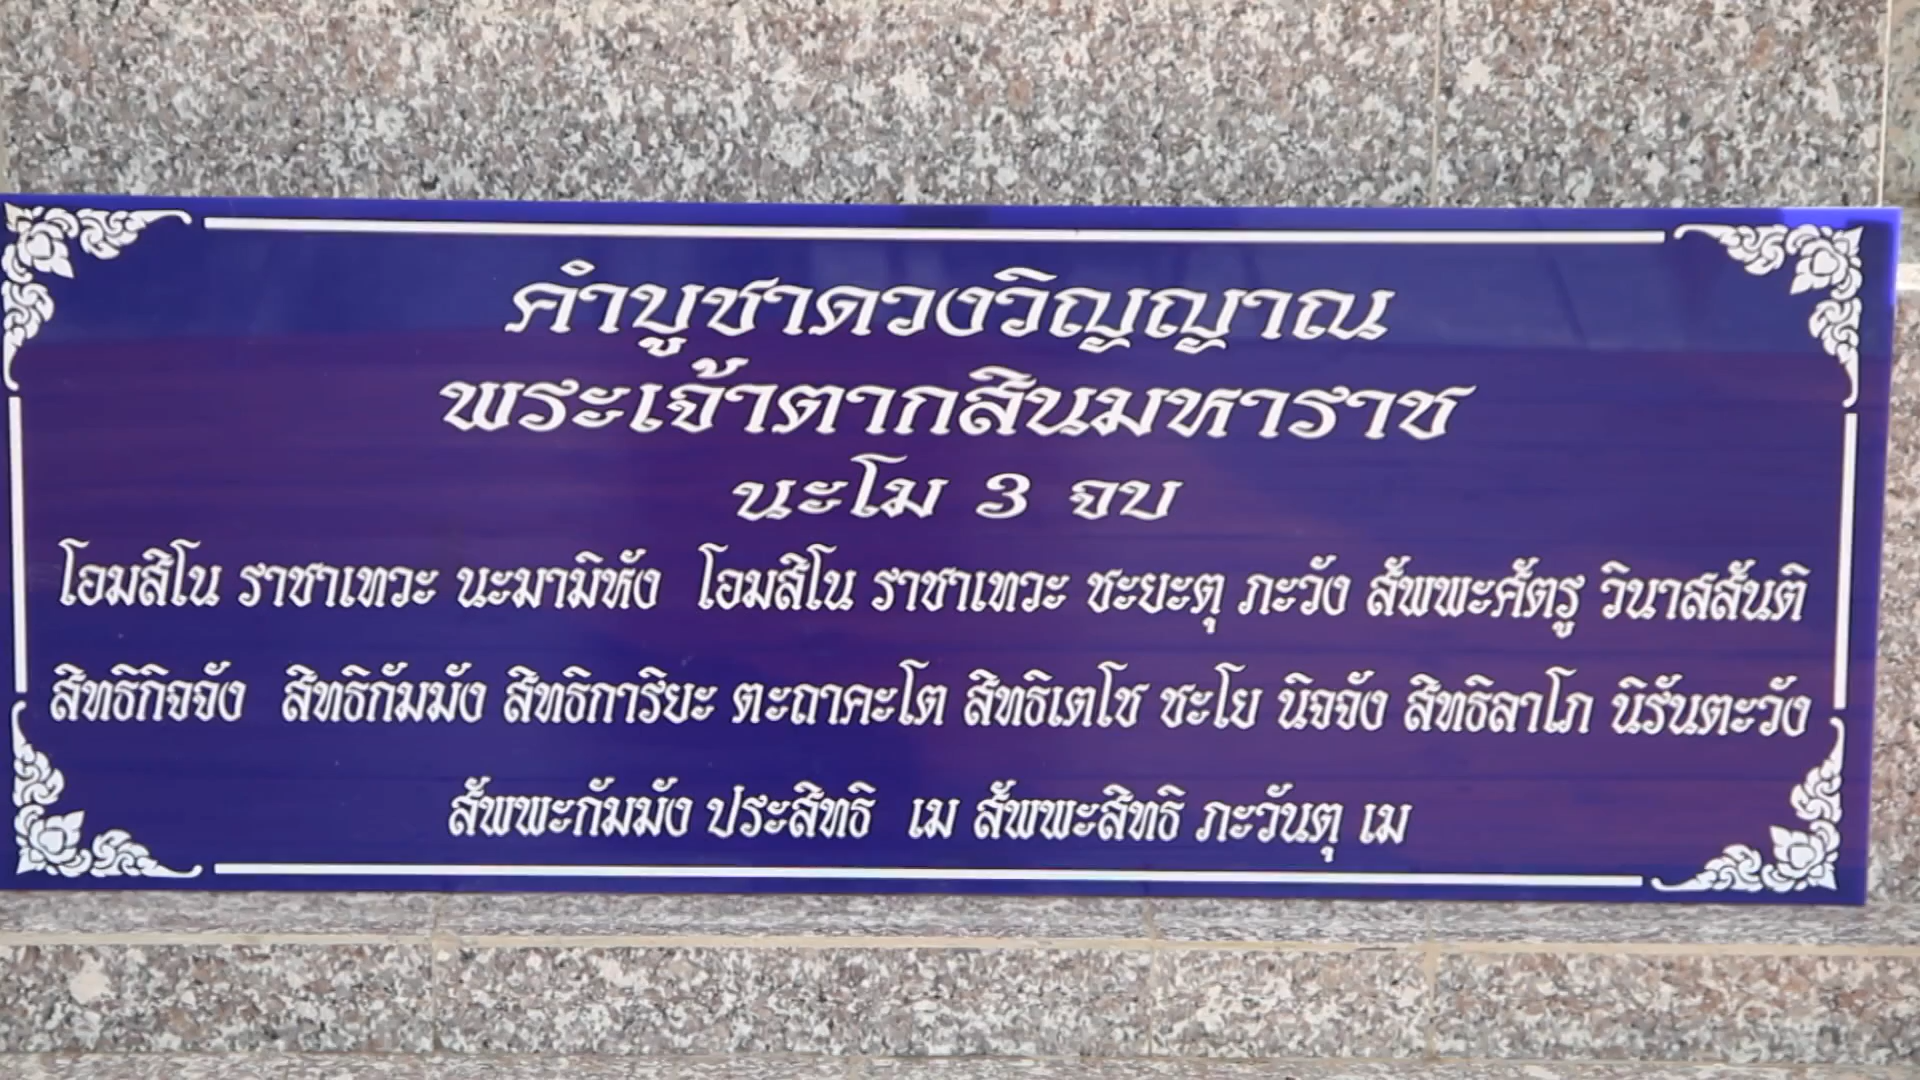 คำบูชาดวงวิญญาณ
พระเจ้าตากสินมหาราช
นะโม 3 จบ
โอมสิโน ราชาเทวะ นะมามิหัง โอมสิโน ราชาเทวะ ชะยะตุ ภะวัง สัพพะศัตรู วินาสสันติ
สิทธิกิจจัง สิทธิกัมมัง สิทธิการิยะ ตะถาคะโต สิทธิเตโช ชะโย นิจจัง สิทธิลาโภ นิรันตะวัง
สัพพะกัมมัง ประสิทธิ เม สัพพะสิทธิ ภะวันตุ เม